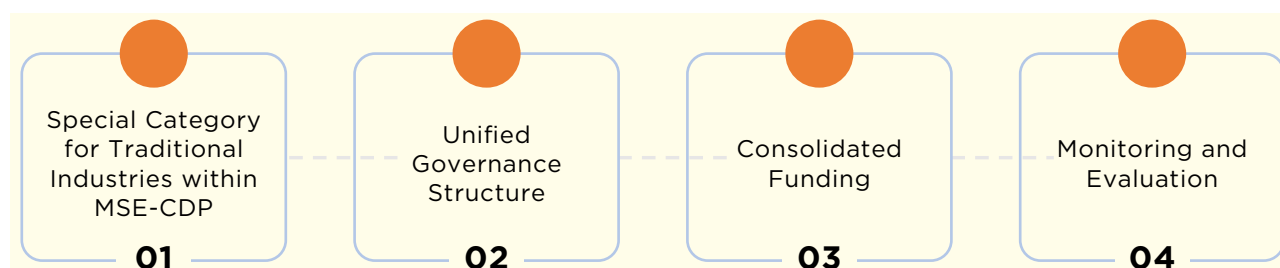 Special Category
for Traditional
Industries within
MSE-CDP
01
Unified
Governance
Structure
02
Consolidated
Funding
03
Monitoring and
Evaluation
04